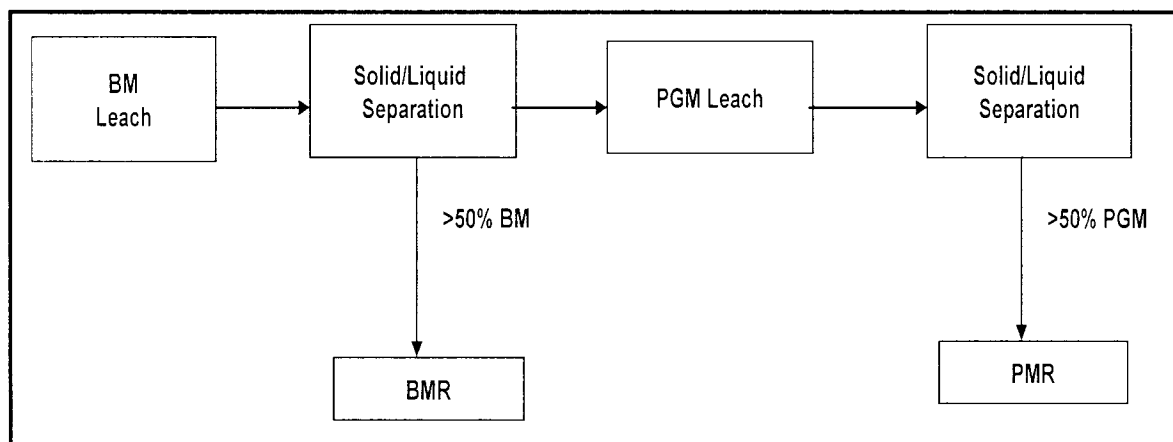 BM
Leach
Solid/Liquid
Separation
PGM Leach
Solid/Liquid
Separation
>50% BM
>50% PGM
BMR
PMR